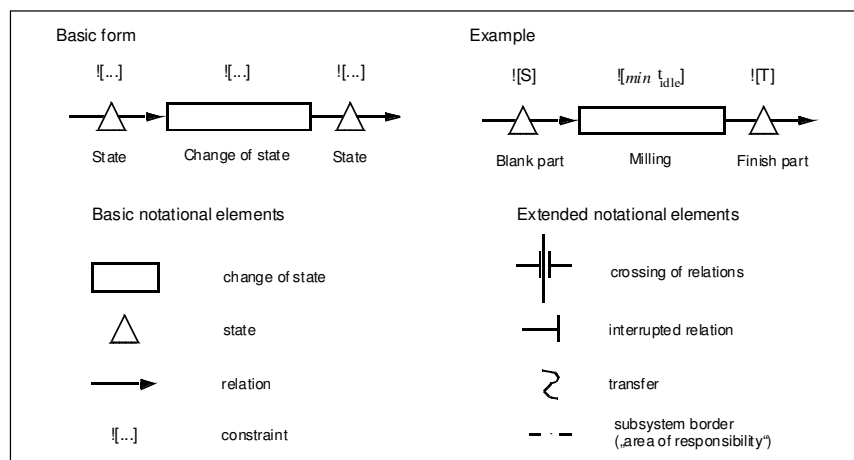 Basic form
![...] ![...] ![...]
State Change of state State
Example
![S] ![min t idle] ![T]
Blank part Milling Finish part
Basic notational elements
change of state
state
relation
![...] constraint
Extended notational elements
crossing of relations
interrupted relation
transfer
subsystem border
(„area of responsibility“)